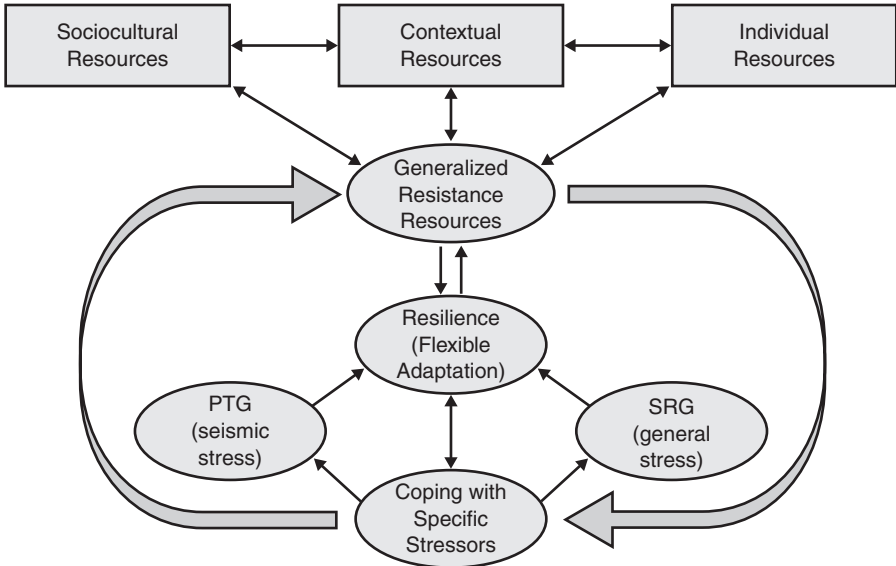 Sociocultural
Resources
Contextual
Resources
Individual
Resources
Generalized
Resistance
Resources
Resilience
(Flexible
Adaptation)
PTG
(seismic
stress)
SRG
(general
stress)
Coping with
Specific
Stressors